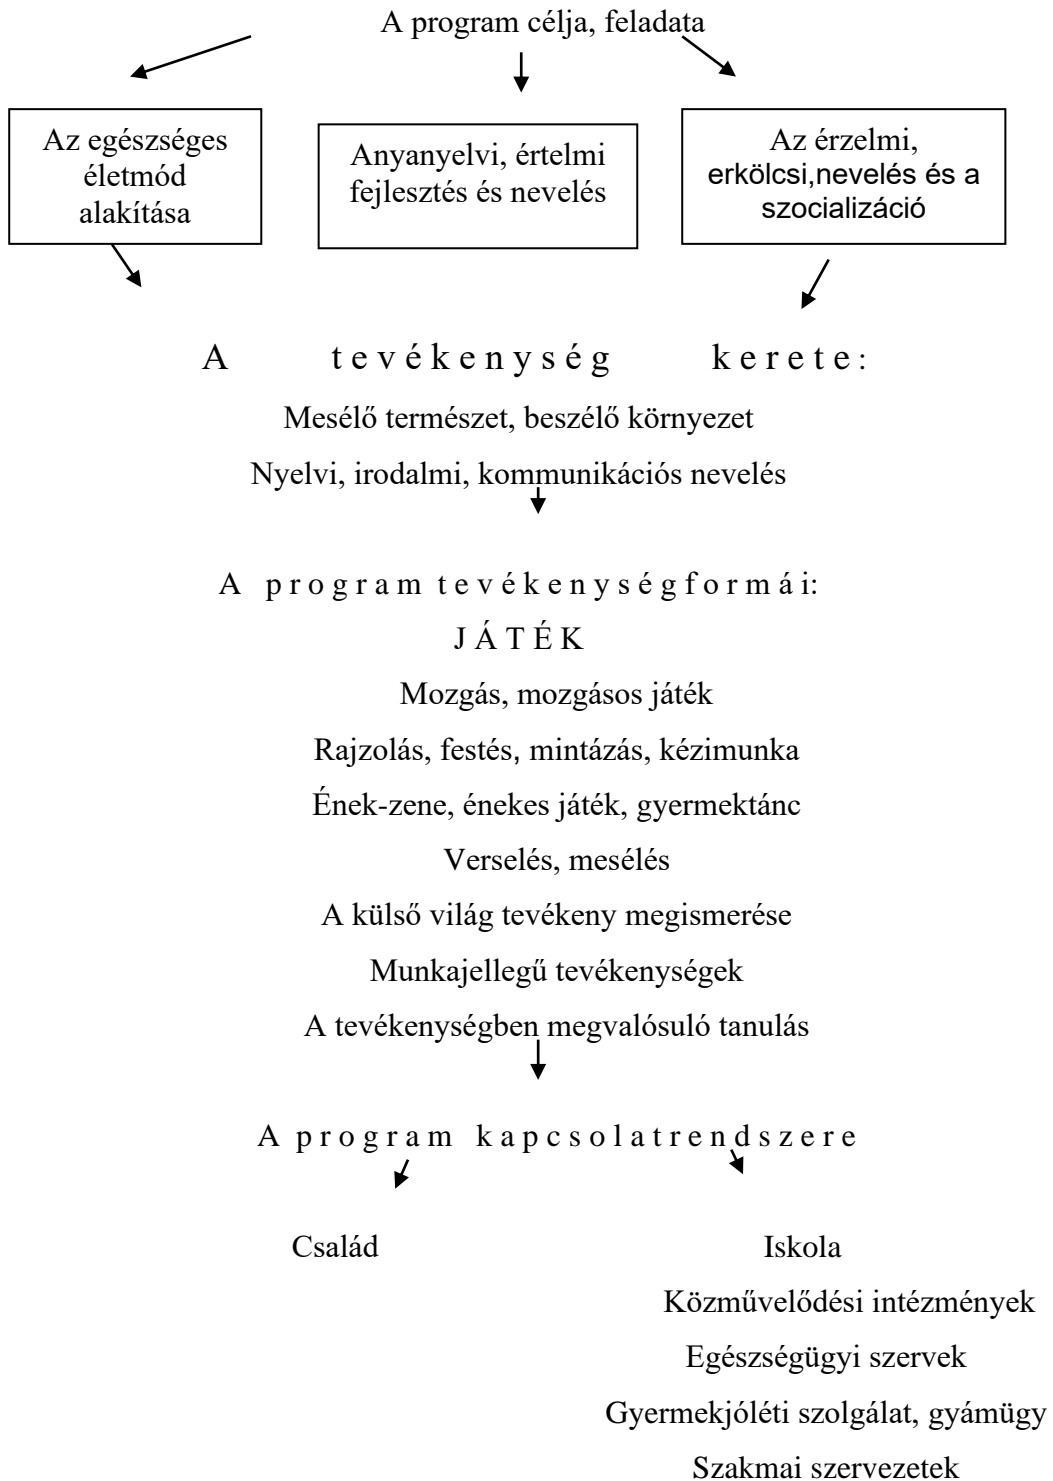 A program célja, feladata
Az egészséges
életmód
alakítása
Anyanyelvi, értelmi
fejlesztés és nevelés
Az érzelmi,
erkölcsi,nevelés és a
szocializáció
A tevékenység kerete:
Mesélő természet, beszélő környezet
Nyelvi, irodalmi, kommunikációs nevelés
A program tevékenységformái:
JÁTÉK
Mozgás, mozgásos játék
Rajzolás, festés, mintázás, kézimunka
Ének-zene, énekes játék, gyermektánc
Verselés, mesélés
A külső világ tevékeny megismerése
Munkajellegű tevékenységek
A tevékenységben megvalósuló tanulás
A program kapcsolatrendszere
Család
Iskola
Közművelődési intézmények
Egészségügyi szervek
Gyermekjóléti szolgálat, gyámügy
Szakmai szervezetek